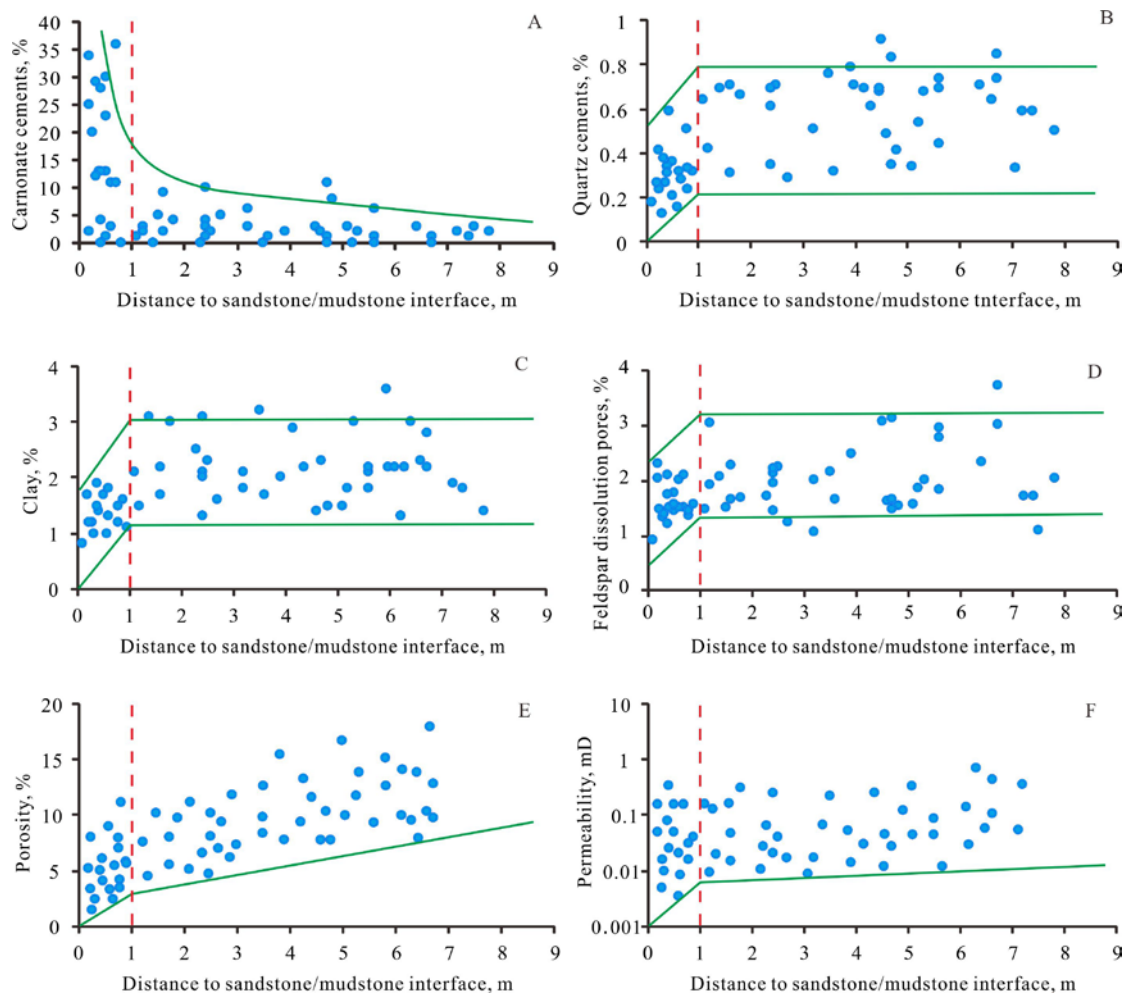 A
Carnonate cements, %
40
35
30
25
20
15
10
5
0
0 1 2 3 4 5 6 7 8 9
Distance to sandstone/mudstone interface, m
B
Quartz cements, %
1
0.8
0.6
0.4
0.2
0
0 1 2 3 4 5 6 7 8 9
Distance to sandstone/mudstone tnterface, m
C
Clay, %
4
3
2
1
0
0 1 2 3 4 5 6 7 8 9
Distance to sandstone/mudstone interface, m
D
Feldspar dissolution pores, %
4
3
2
1
0
0 1 2 3 4 5 6 7 8 9
Distance to sandstone/mudstone interface, m
E
Porosity, %
20
15
10
5
0
0 1 2 3 4 5 6 7 8 9
Distance to sandstone/mudstone interface, m
F
Permeability, mD
10
1
0.10
0.01
0.001
0 1 2 3 4 5 6 7 8 9
Distance to sandstone/mudstone interface, m